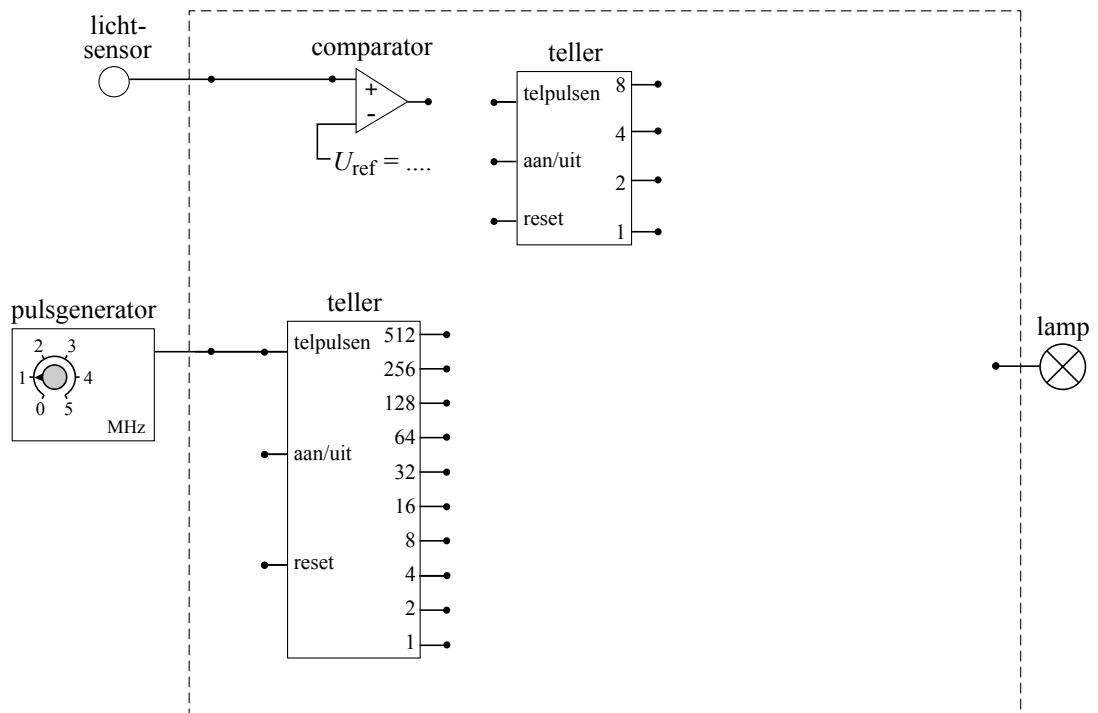 licht-
sensor
comparator
+
-
U_ref = ....
teller
telpulsen
aan/uit
reset
8
4
2
1
pulsgenerator
2 3
1 4
0 5
MHz
teller
telpulsen
aan/uit
reset
512
256
128
64
32
16
8
4
2
1
lamp